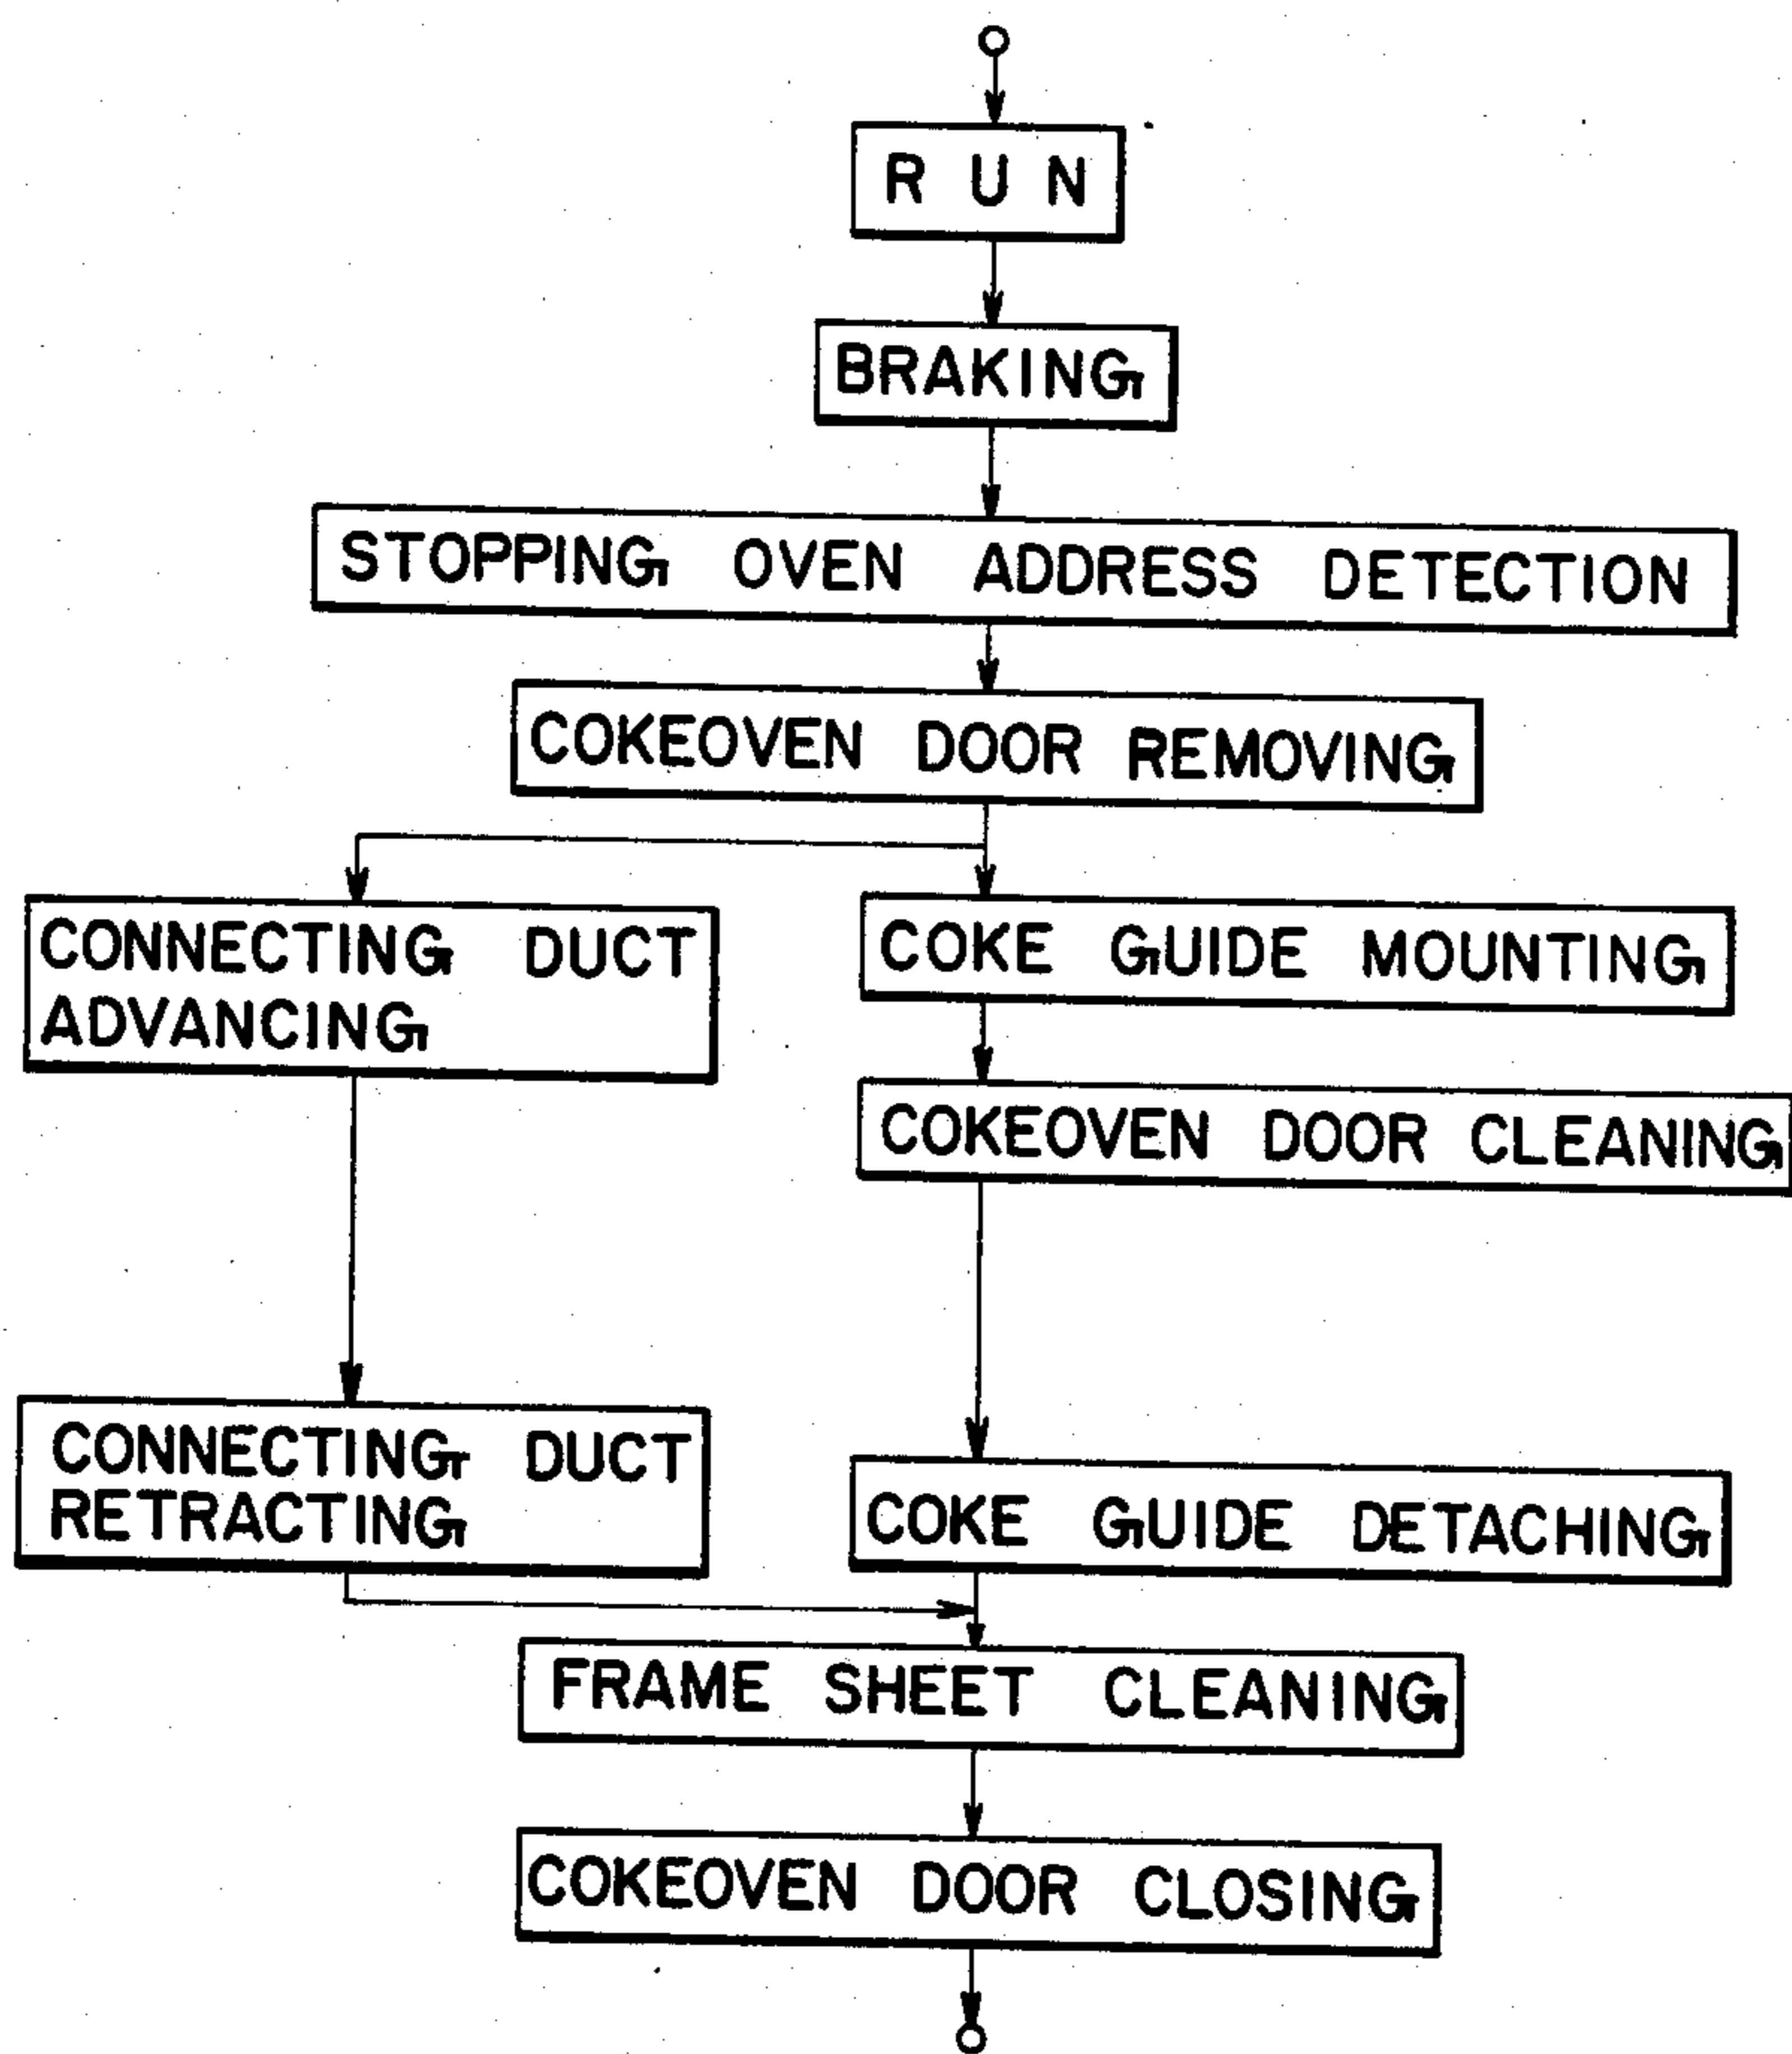 RUN
BRAKING
STOPPING OVEN ADDRESS DETECTION
COKEOVEN DOOR REMOVING
CONNECTING DUCT
ADVANCING
COKE GUIDE MOUNTING
COKEOVEN DOOR CLEANING
CONNECTING DUCT
RETRACTING
COKE GUIDE DETACHING
FRAME SHEET CLEANING
COKEOVEN DOOR CLOSING